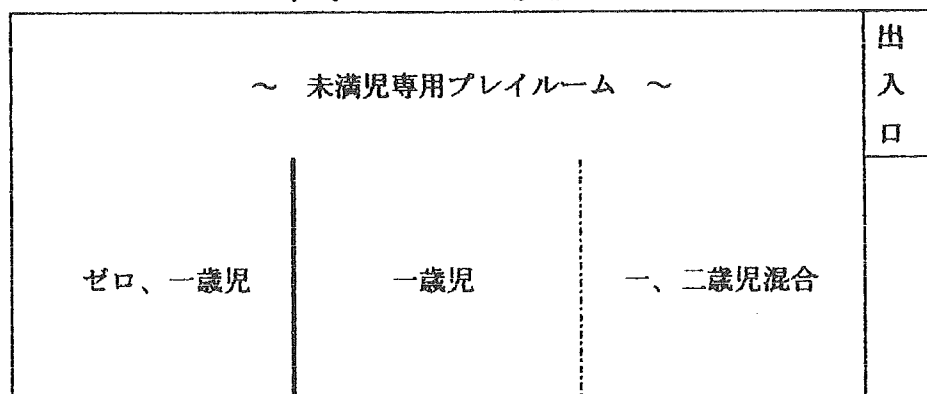 ～ 未満児専用プレイルーム ～
出入口
ゼロ、一歳児
一歳児
一、二歳児混合